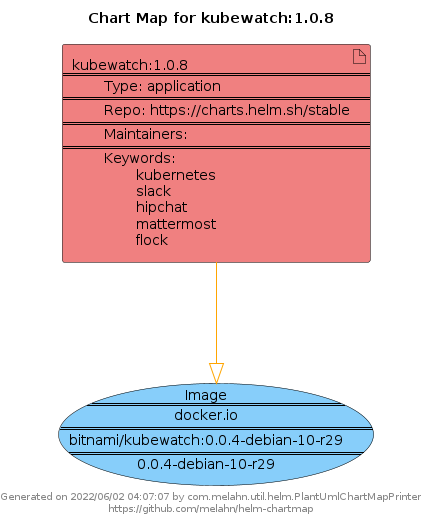 Chart Map for kubewatch:1.0.8
kubewatch:1.0.8
Type: application
Repo: https://charts.helm.sh/stable
Maintainers:
Keywords:
kubernetes
slack
hipchat
mattermost
flock
Image
docker.io
bitnami/kubewatch:0.0.4-debian-10-r29
0.0.4-debian-10-r29
Generated on 2022/06/02 04:07:07 by com.melahn.util.helm.PlantUmlChartMapPrinter
https://github.com/melahn/helm-chartmap